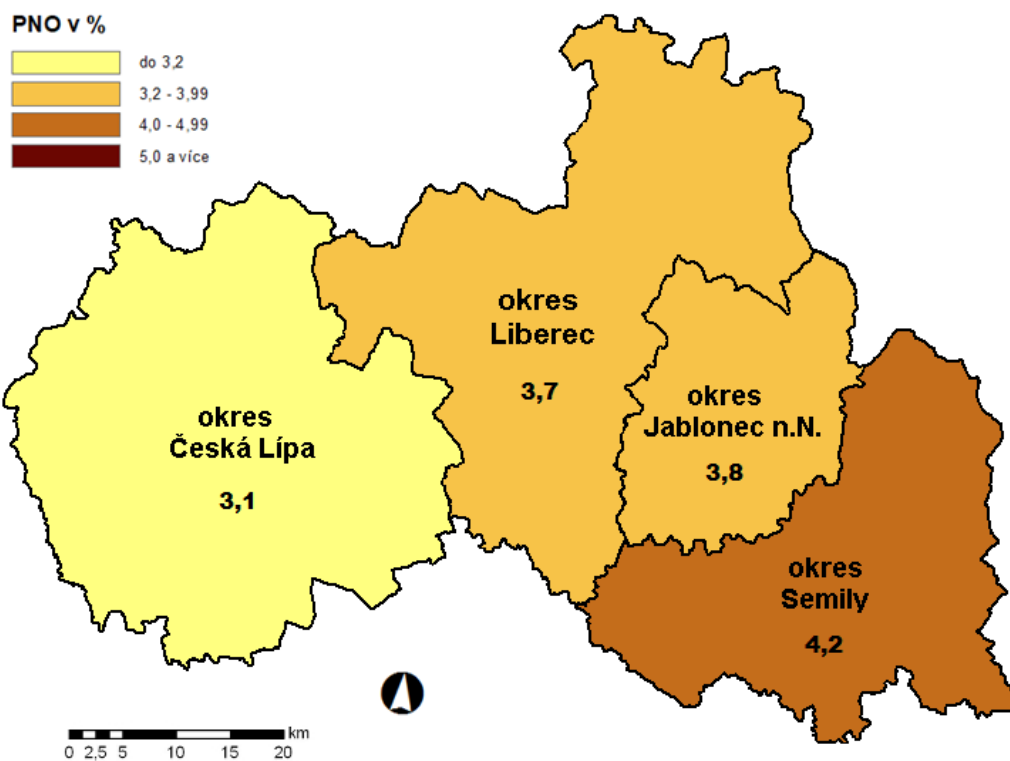 PNO v %
do 3,2
3,2 - 3,99
4,0 - 4,99
5,0 a více
okres
Liberec
3,7
okres
Jablonec n.N.
3,8
okres
Česká Lípa
3,1
okres
Semily
4,2
km
0 2,5 5 10 15 20